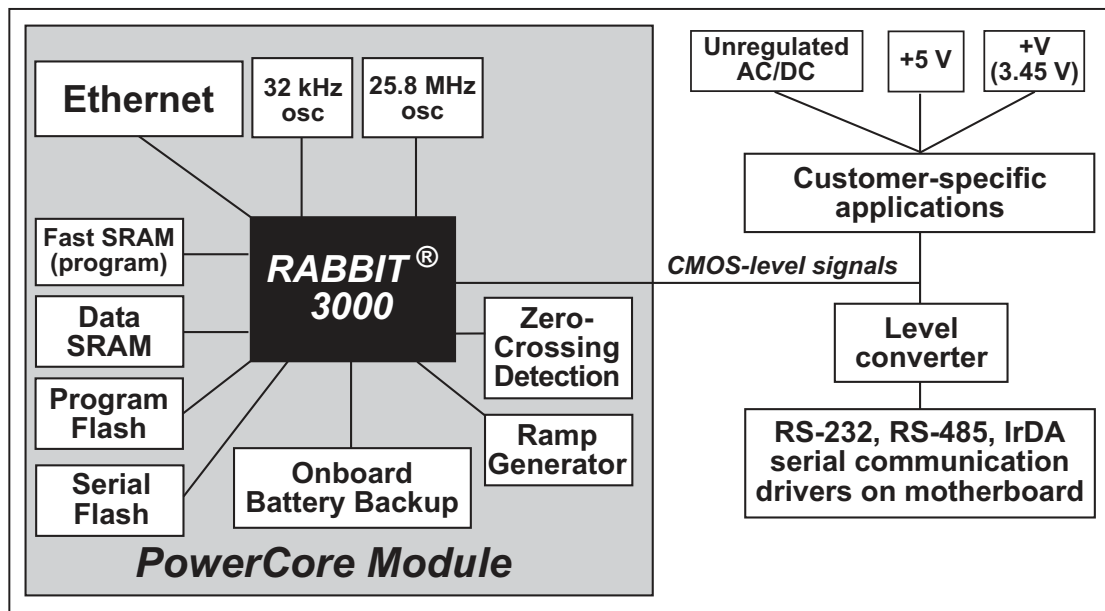 Ethernet
32 kHz
osc
25.8 MHz
osc
Unregulated
AC/DC
+5 V
+V
(3.45 V)
Customer-specific
applications
Fast SRAM
(program)
RABBIT ®
3000
CMOS-level signals
Data
SRAM
Zero-
Crossing
Detection
Level
converter
Program
Flash
Ramp
Generator
RS-232, RS-485, IrDA
serial communication
drivers on motherboard
Serial
Flash
Onboard
Battery Backup
PowerCore Module